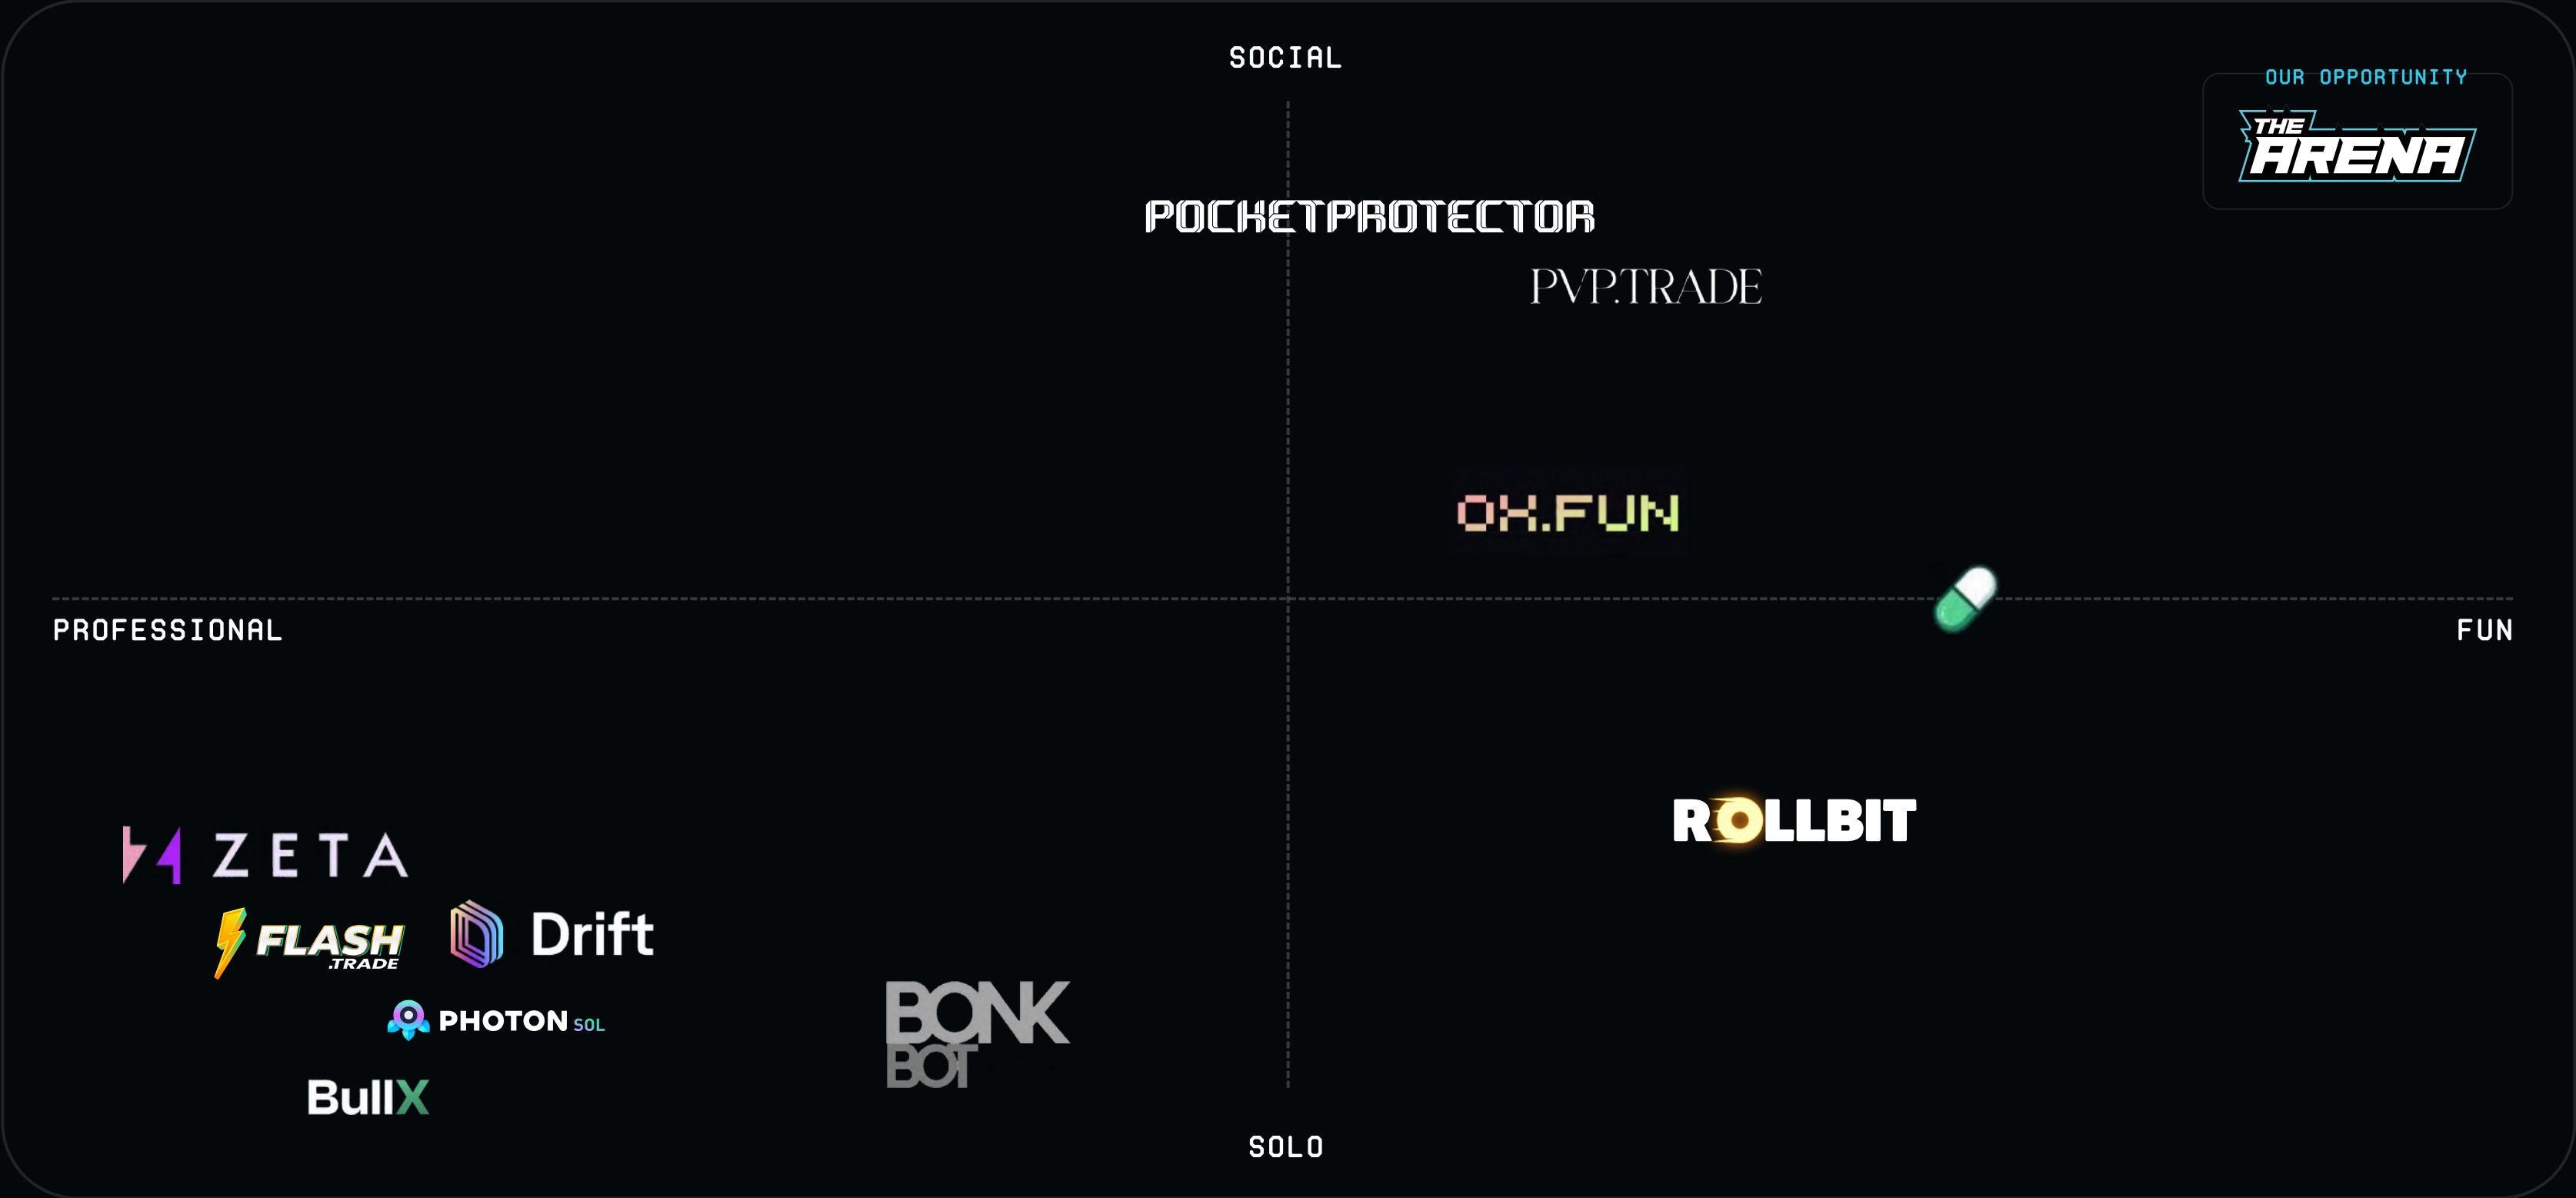 SOCIAL
OUR OPPORTUNITY
THE
ARENA
POCKETPROTECTOR
PVP.TRADE
OX.FUN
PROFESSIONAL
FUN
ROLLBIT
ZETA
FLASH
.TRADE
Drift
PHOTON SOL
BONK
BOT
BullX
SOLO